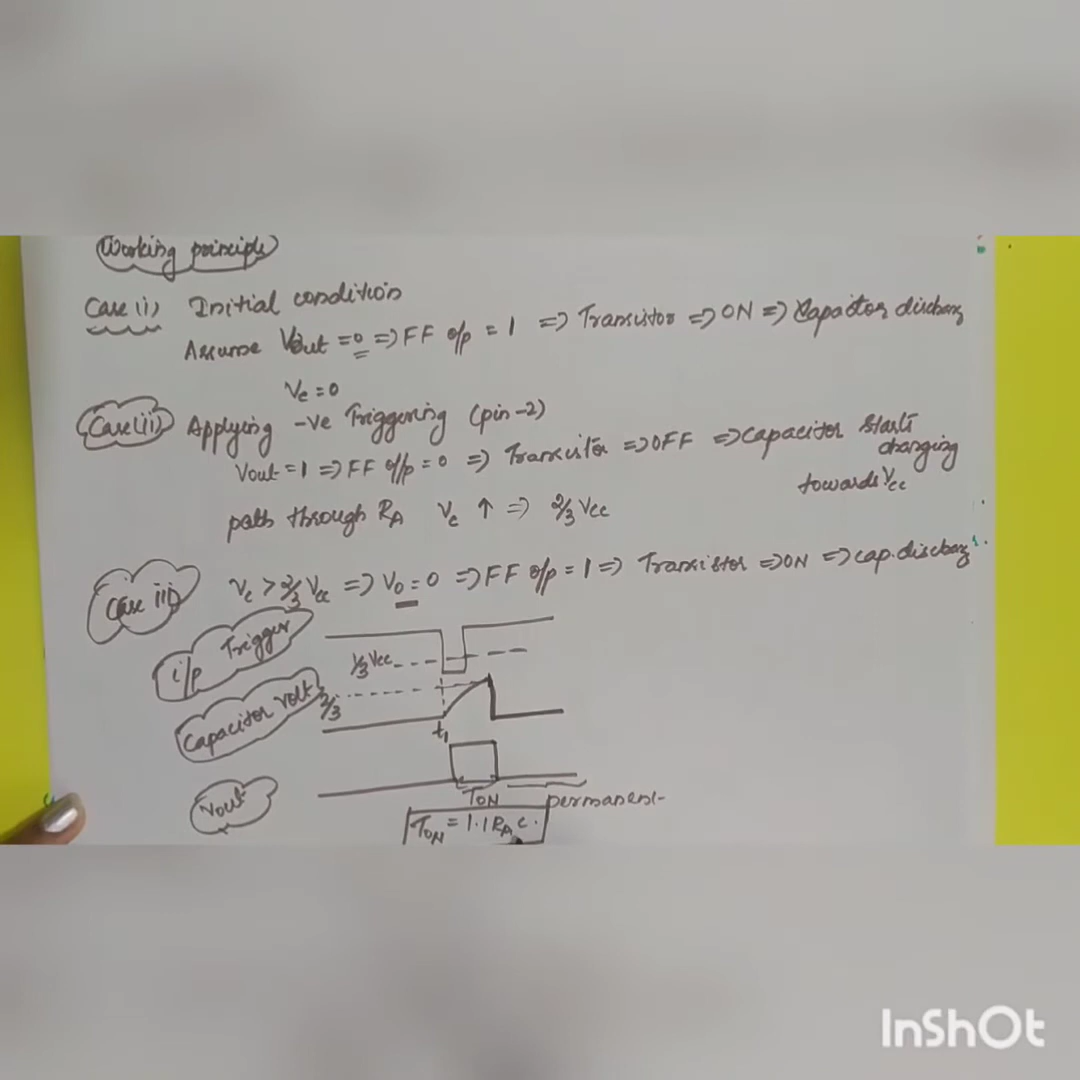 Working principle
Case (i) Initial condition
Assume Vout = 0 => FF o/p = 1 => Transistor => ON => Capacitor discharg
Vc = 0
Case (ii) Applying -ve Triggering (pin-2)
Vout = 1 => FF o/p = 0 => Transistor => OFF => Capacitor starts
charging
towards Vcc
path through RA Vc ↑ => 2/3 Vcc
Case iii) Vc > 2/3 Vcc => Vo = 0 => FF o/p = 1 => Transistor => ON => cap. discharg
i/p Trigger
1/3 Vcc
Capacitor volt
2/3
t1
Vout
TON permanent
TON = 1.1 RA C.
InShOt